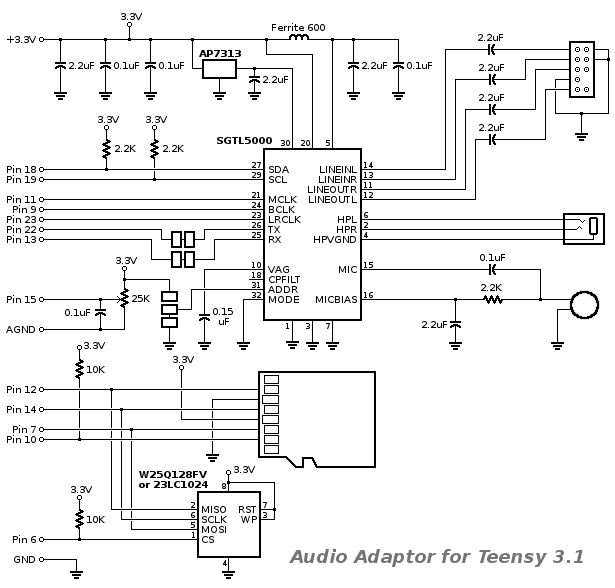 3.3V
+3.3V
Ferrite 600
AP7313
2.2uF
0.1uF
0.1uF
2.2uF
2.2uF
0.1uF
2.2uF
2.2uF
2.2uF
2.2uF
3.3V
3.3V
2.2K
2.2K
SGTL5000
30
20
5
Pin 18
27
SDA
LINEINL
14
Pin 19
29
SCL
LINEINR
13
LINEOUTR
11
Pin 11
21
MCLK
LINEOUTL
12
Pin 9
24
BCLK
Pin 23
23
LRCLK
HPL
6
Pin 22
26
TX
HPR
2
Pin 13
25
RX
HPVGND
4
3.3V
10
VAG
MIC
15
0.1uF
18
CPFILT
31
ADDR
32
MODE
MICBIAS
16
2.2K
Pin 15
25K
0.1uF
0.15
uF
2.2uF
AGND
1
3
7
3.3V
10K
3.3V
Pin 12
Pin 14
Pin 7
Pin 10
W25Q128FV
or 23LC1024
3.3V
8
3.3V
10K
2
MISO
RST
7
6
SCLK
WP
3
5
MOSI
Pin 6
1
CS
GND
4
Audio Adaptor for Teensy 3.1